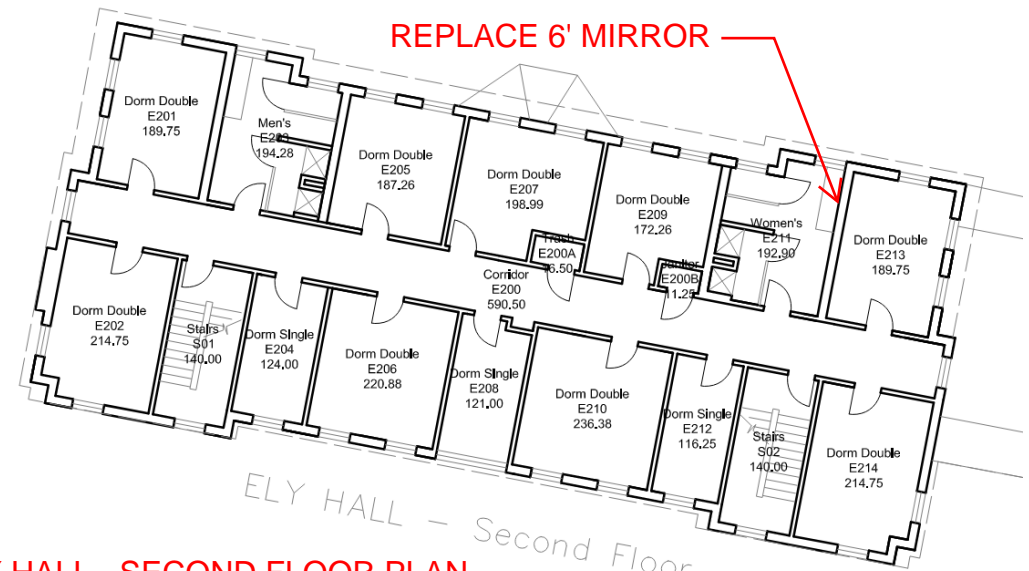 REPLACE 6' MIRROR
Dorm Double
E201
189.75
Men's
E203
194.28
Dorm Double
E205
187.26
Dorm Double
E207
198.99
Dorm Double
E209
172.26
Women's
E211
192.90
Dorm Double
E213
189.75
Trash
E200A
16.50
Janitor
E200B
11.25
Corridor
E200
590.50
Dorm Double
E202
214.75
Stairs
S01
140.00
Dorm Single
E204
124.00
Dorm Double
E206
220.88
Dorm Single
E208
121.00
Dorm Double
E210
236.38
Dorm Single
E212
116.25
Stairs
S02
140.00
Dorm Double
E214
214.75
ELY HALL - Second Floor
HALL - SECOND FLOOR PLAN